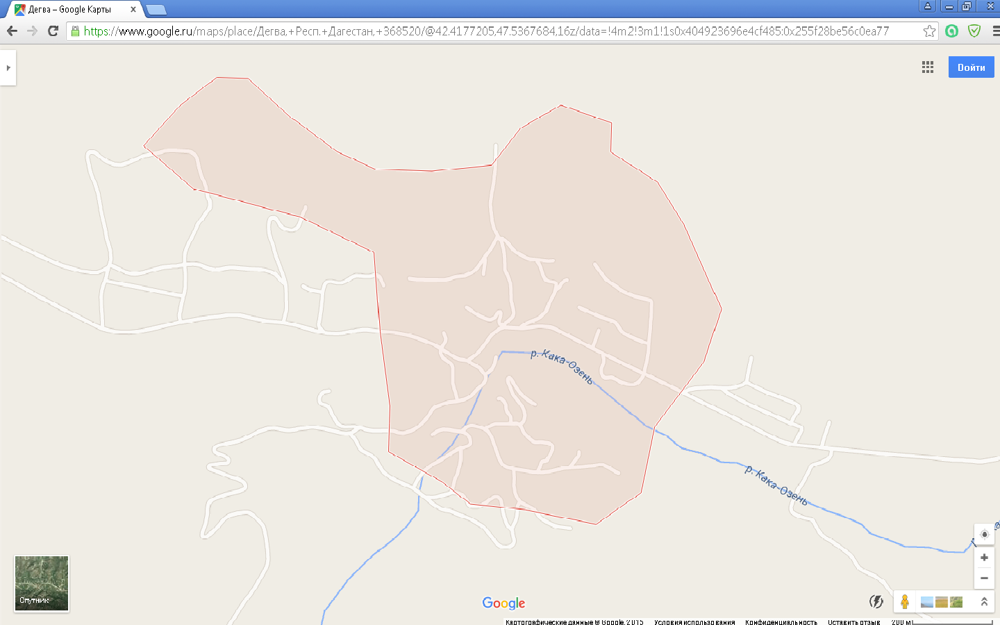 Дегва – Google Карты
https://www.google.ru/maps/place/Дегва,+Респ.+Дагестан,+368520/@42.4177205,47.5367684,16z/data=!4m2!3m1!1s0x404923696e4cf485:0x255f28be56c0ea77
Войти
р. Кака-Озень
р. Кака-Озень
Спутник
Google
Картографические данные © Google, 2015 Условия использования Конфиденциальность Оставить отзыв 200 м